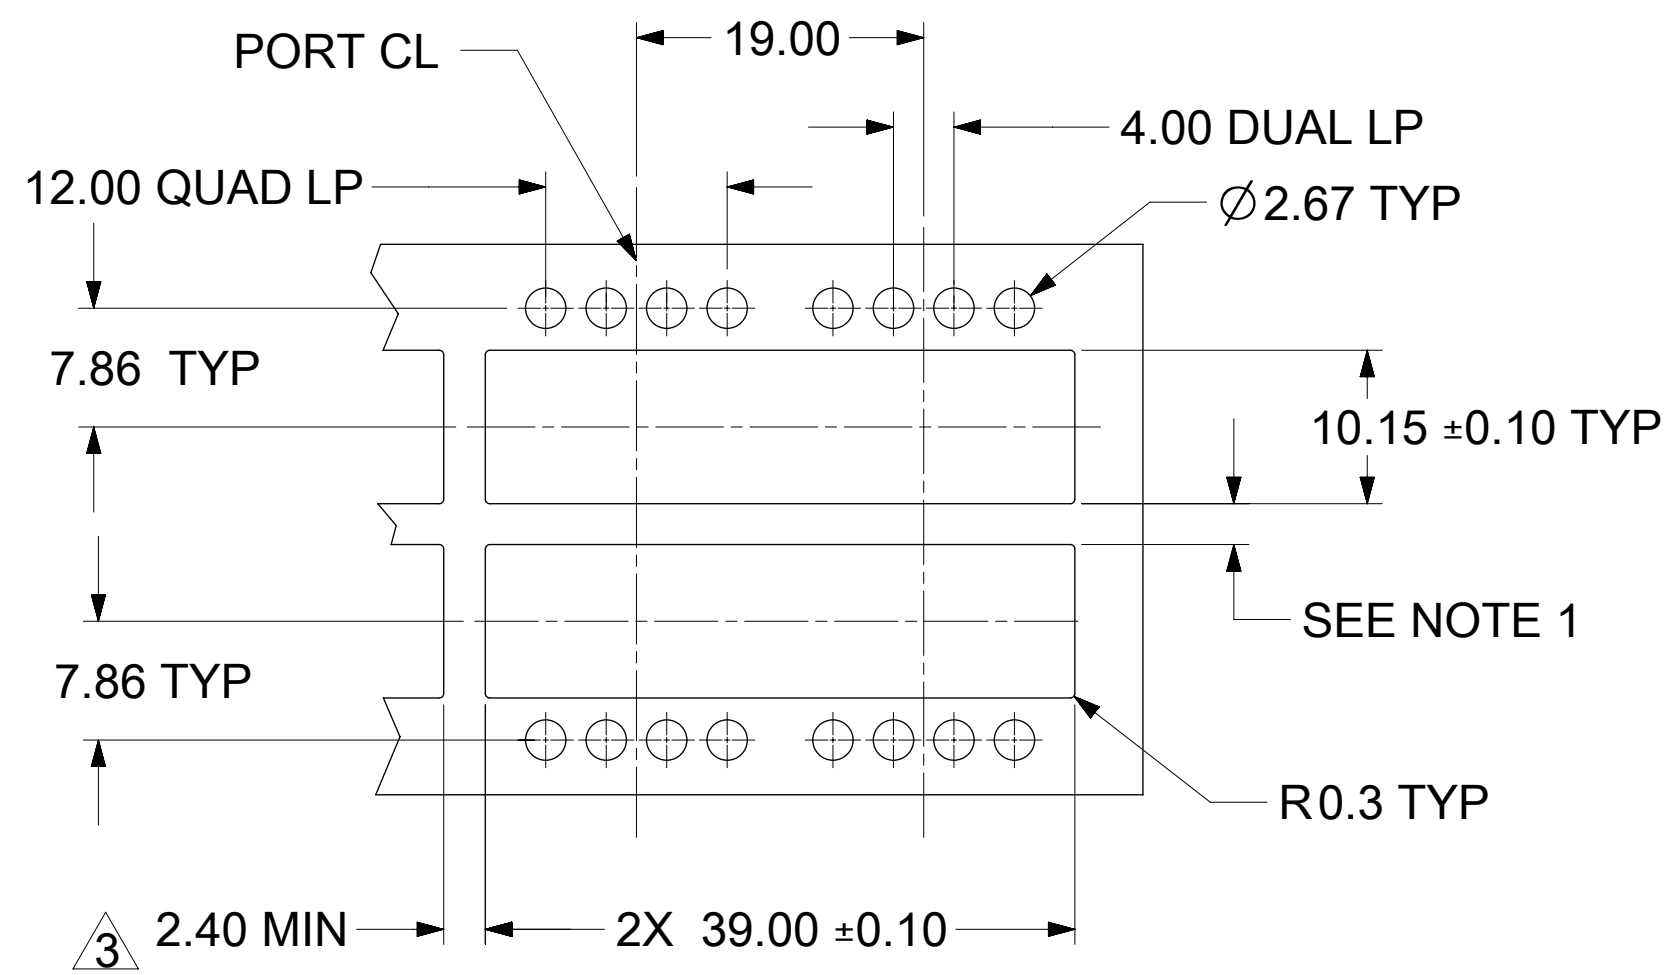 PORT CL
19.00
4.00 DUAL LP
12.00 QUAD LP
∅2.67 TYP
7.86 TYP
10.15 ±0.10 TYP
SEE NOTE 1
7.86 TYP
R0.3 TYP
3 2.40 MIN
2X 39.00 ±0.10